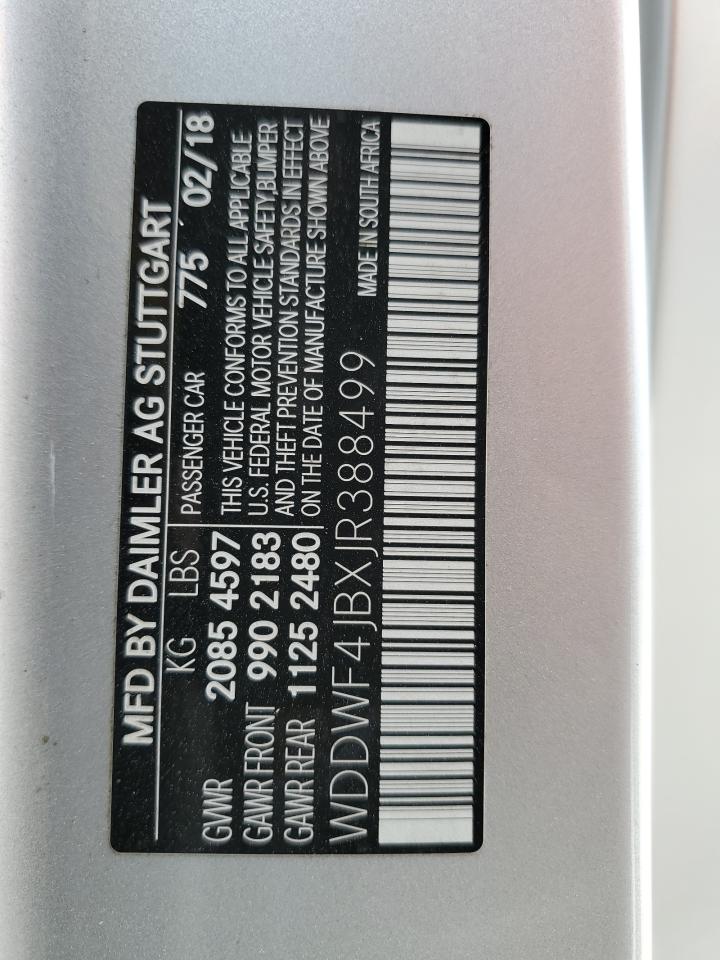 MFD BY DAIMLER AG STUTTGART
KG LBS PASSENGER CAR 775 02/18
GVWR 2085 4597
GAWR FRONT 990 2183
GAWR REAR 1125 2480
THIS VEHICLE CONFORMS TO ALL APPLICABLE
U.S. FEDERAL MOTOR VEHICLE SAFETY,BUMPER
AND THEFT PREVENTION STANDARDS IN EFFECT
ON THE DATE OF MANUFACTURE SHOWN ABOVE
WDDWF4JBXJR388499
MADE IN SOUTH AFRICA